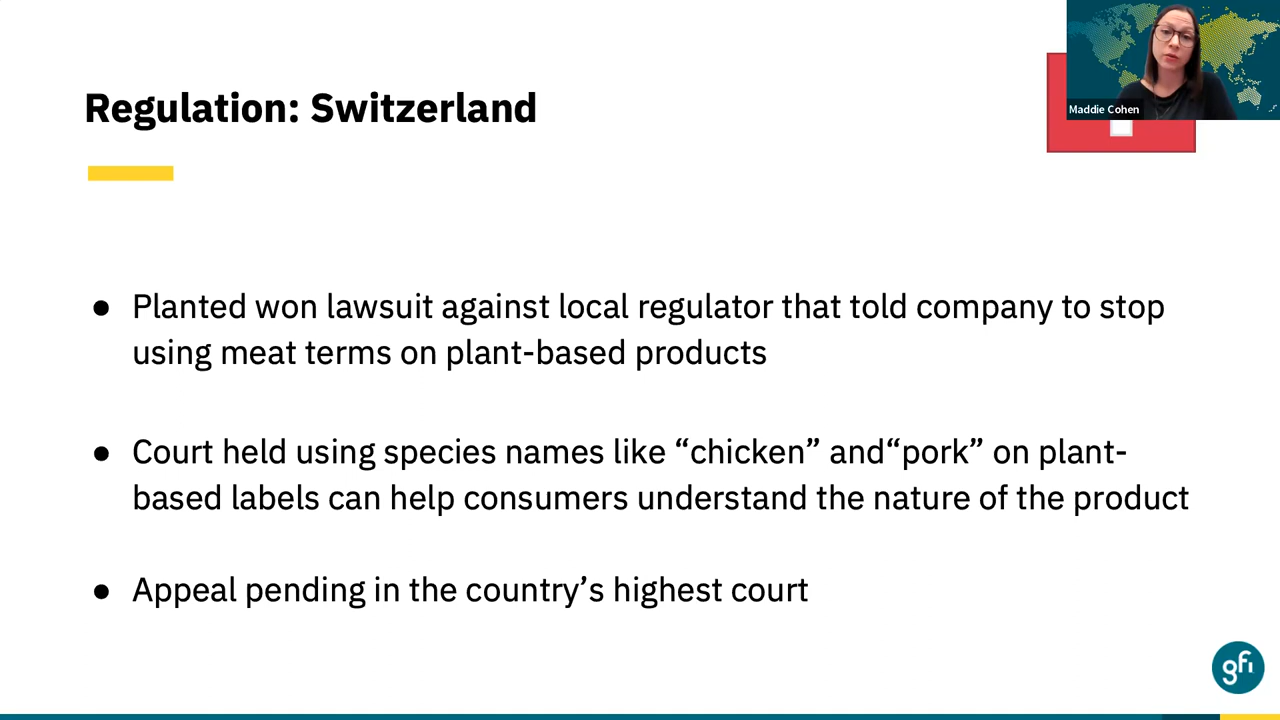 Maddie Cohen
Regulation: Switzerland
● Planted won lawsuit against local regulator that told company to stop
using meat terms on plant-based products
● Court held using species names like “chicken” and“pork” on plant-
based labels can help consumers understand the nature of the product
● Appeal pending in the country’s highest court
gfi